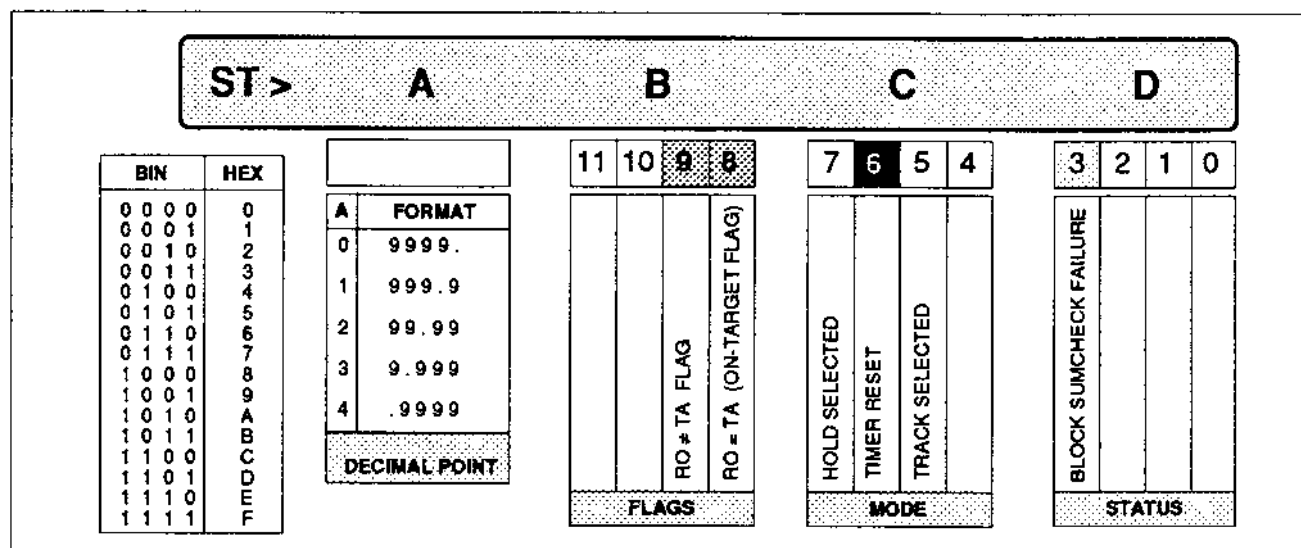 ST > A B C D
BIN HEX
0 0 0 0 0
0 0 0 1 1
0 0 1 0 2
0 0 1 1 3
0 1 0 0 4
0 1 0 1 5
0 1 1 0 6
0 1 1 1 7
1 0 0 0 8
1 0 0 1 9
1 0 1 0 A
1 0 1 1 B
1 1 0 0 C
1 1 0 1 D
1 1 1 0 E
1 1 1 1 F
A FORMAT
0 9999.
1 999.9
2 99.99
3 9.999
4 .9999
DECIMAL POINT
11 10 9 8
RO ≠ TA FLAG
RO = TA (ON-TARGET FLAG)
FLAGS
7 6 5 4
HOLD SELECTED
TIMER RESET
TRACK SELECTED
MODE
3 2 1 0
BLOCK SUMCHECK FAILURE
STATUS